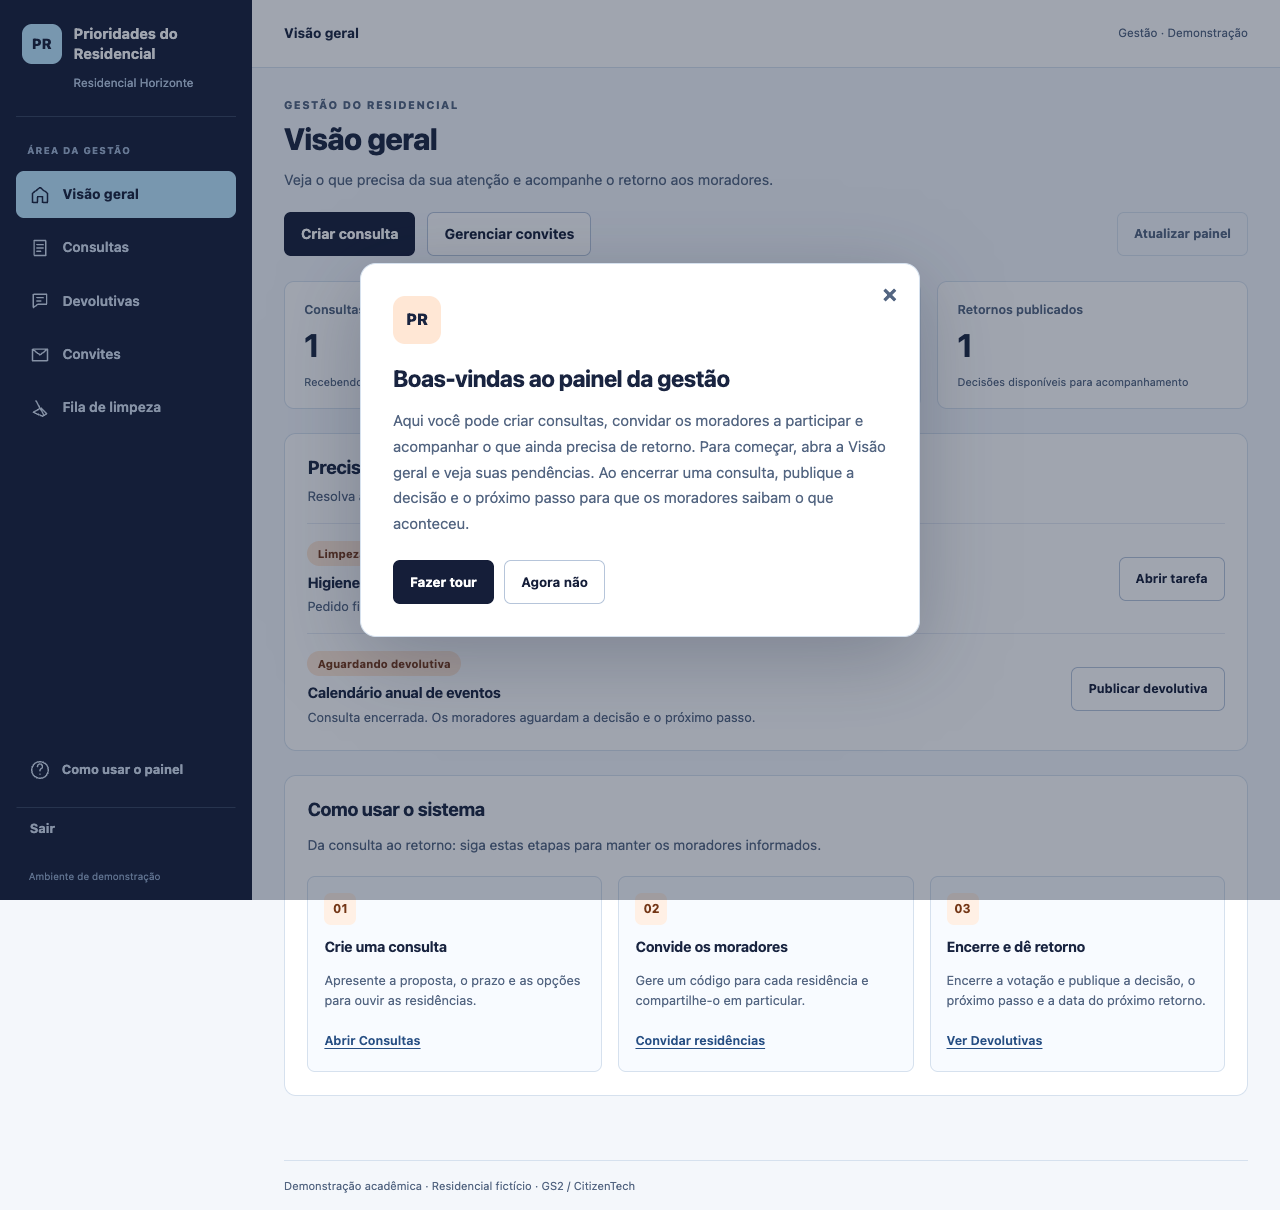 PR
Prioridades do
Residencial
Residencial Horizonte
ÁREA DA GESTÃO
Visão geral
Consultas
Devolutivas
Convites
Fila de limpeza
Como usar o painel
Sair
Ambiente de demonstração
Visão geral
Gestão · Demonstração
GESTÃO DO RESIDENCIAL
Visão geral
Veja o que precisa da sua atenção e acompanhe o retorno aos moradores.
Criar consulta
Gerenciar convites
Atualizar painel
1
Retornos publicados
1
Decisões disponíveis para acompanhamento
PR
×
Boas-vindas ao painel da gestão
Aqui você pode criar consultas, convidar os moradores a participar e
acompanhar o que ainda precisa de retorno. Para começar, abra a Visão
geral e veja suas pendências. Ao encerrar uma consulta, publique a
decisão e o próximo passo para que os moradores saibam o que
aconteceu.
Fazer tour
Agora não
Resolva
Higiene
Pedido
Abrir tarefa
Aguardando devolutiva
Calendário anual de eventos
Consulta encerrada. Os moradores aguardam a decisão e o próximo passo.
Publicar devolutiva
Como usar o sistema
Da consulta ao retorno: siga estas etapas para manter os moradores informados.
01
Crie uma consulta
Apresente a proposta, o prazo e as opções
para ouvir as residências.
Abrir Consultas
02
Convide os moradores
Gere um código para cada residência e
compartilhe-o em particular.
Convidar residências
03
Encerre e dê retorno
Encerre a votação e publique a decisão, o
próximo passo e a data do próximo retorno.
Ver Devolutivas
Demonstração acadêmica · Residencial fictício · GS2 / CitizenTech